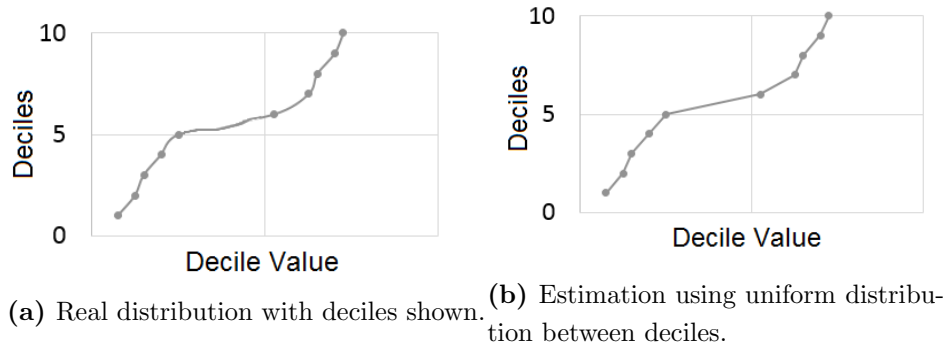 10
5
0
Deciles
Decile Value
(a) Real distribution with deciles shown.
10
5
0
Deciles
Decile Value
(b) Estimation using uniform distribu-
tion between deciles.